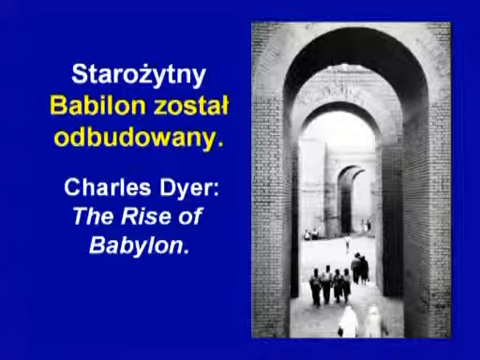 Starożytny
Babilon został
odbudowany.
Charles Dyer:
The Rise of
Babylon.